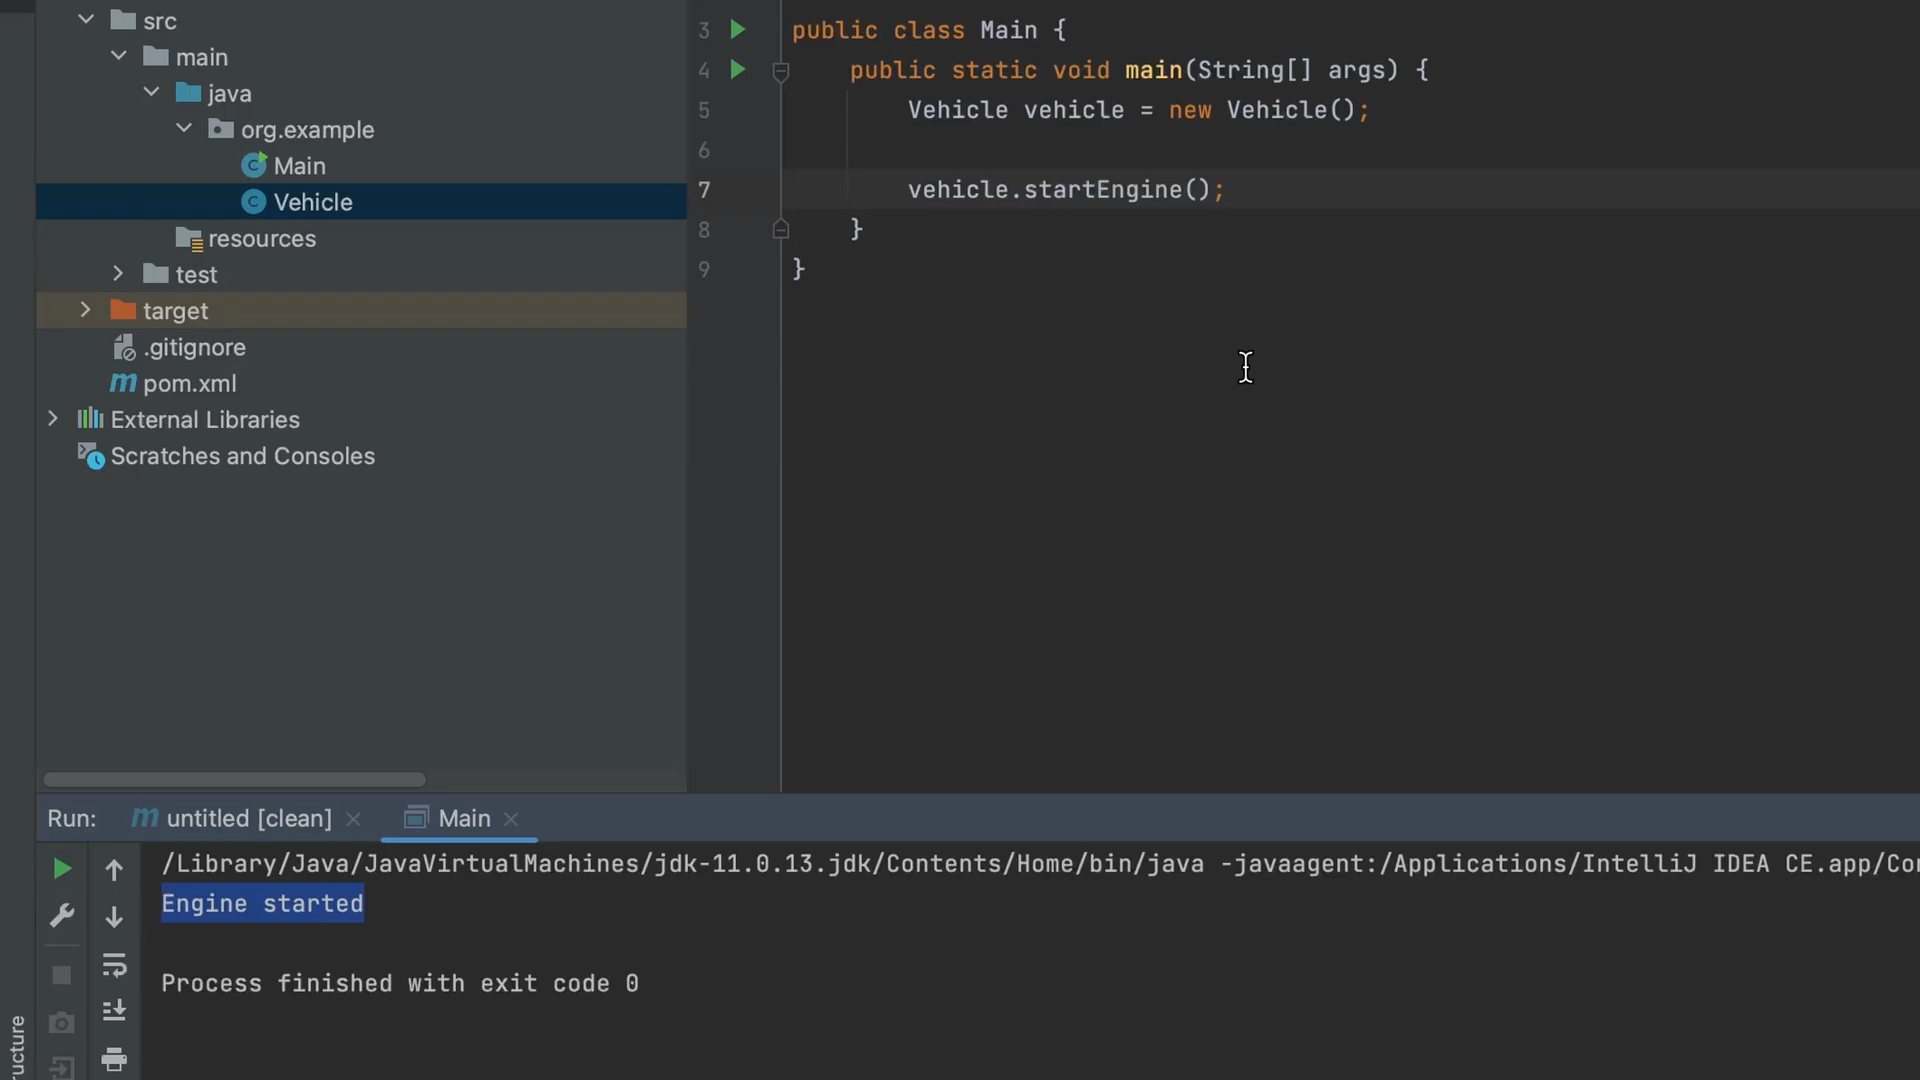 src
main
java
org.example
Main
Vehicle
resources
test
target
.gitignore
pom.xml
External Libraries
Scratches and Consoles
3 public class Main {
4 public static void main(String[] args) {
5 Vehicle vehicle = new Vehicle();
6
7 vehicle.startEngine();
8 }
9 }
Run: untitled [clean] Main
/Library/Java/JavaVirtualMachines/jdk-11.0.13.jdk/Contents/Home/bin/java -javaagent:/Applications/IntelliJ IDEA CE.app/Con
Engine started
Process finished with exit code 0
ructure